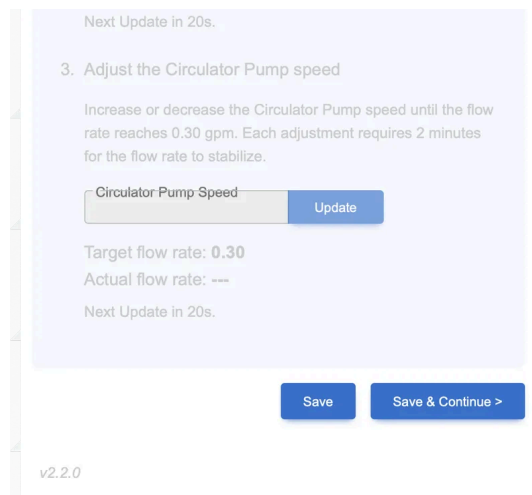 Next Update in 20s.
3. Adjust the Circulator Pump speed
Increase or decrease the Circulator Pump speed until the flow
rate reaches 0.30 gpm. Each adjustment requires 2 minutes
for the flow rate to stabilize.
Circulator Pump Speed
Update
Target flow rate: 0.30
Actual flow rate: ---
Next Update in 20s.
Save
Save & Continue >
v2.2.0